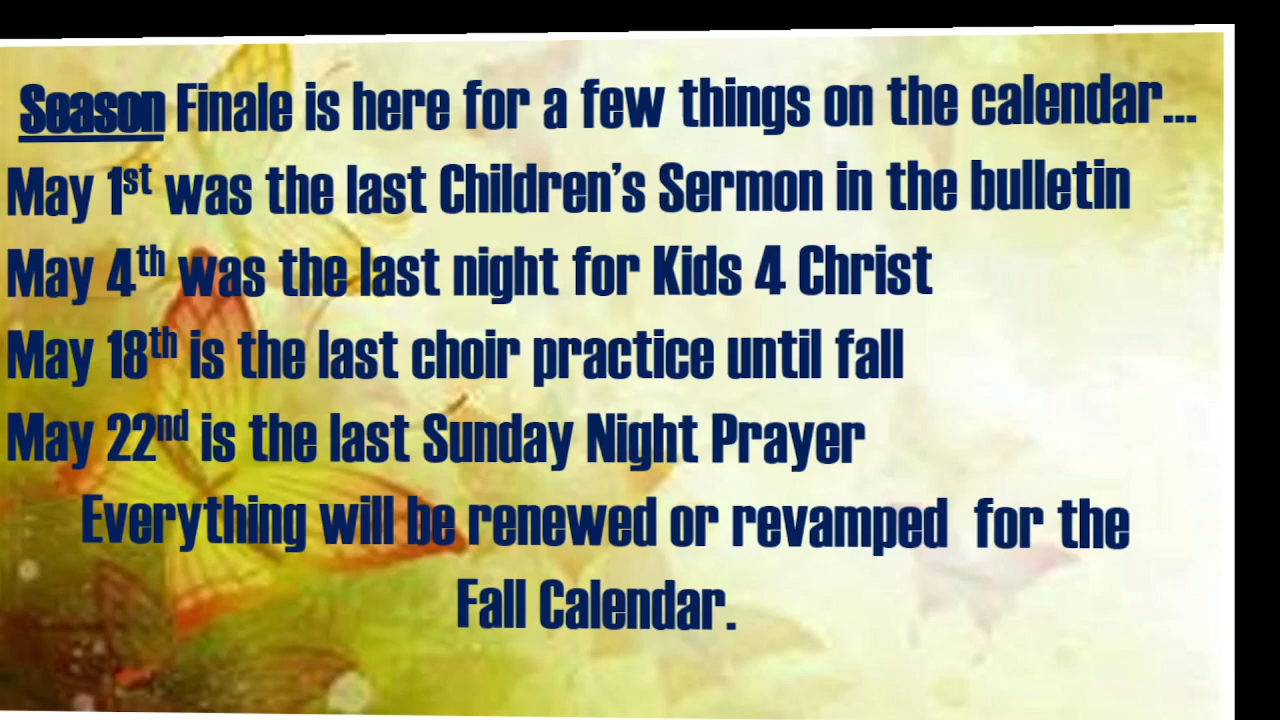 Season Finale is here for a few things on the calendar...
May 1st was the last Children's Sermon in the bulletin
May 4th was the last night for Kids 4 Christ
May 18th is the last choir practice until fall
May 22nd is the last Sunday Night Prayer
Everything will be renewed or revamped  for the
Fall Calendar.